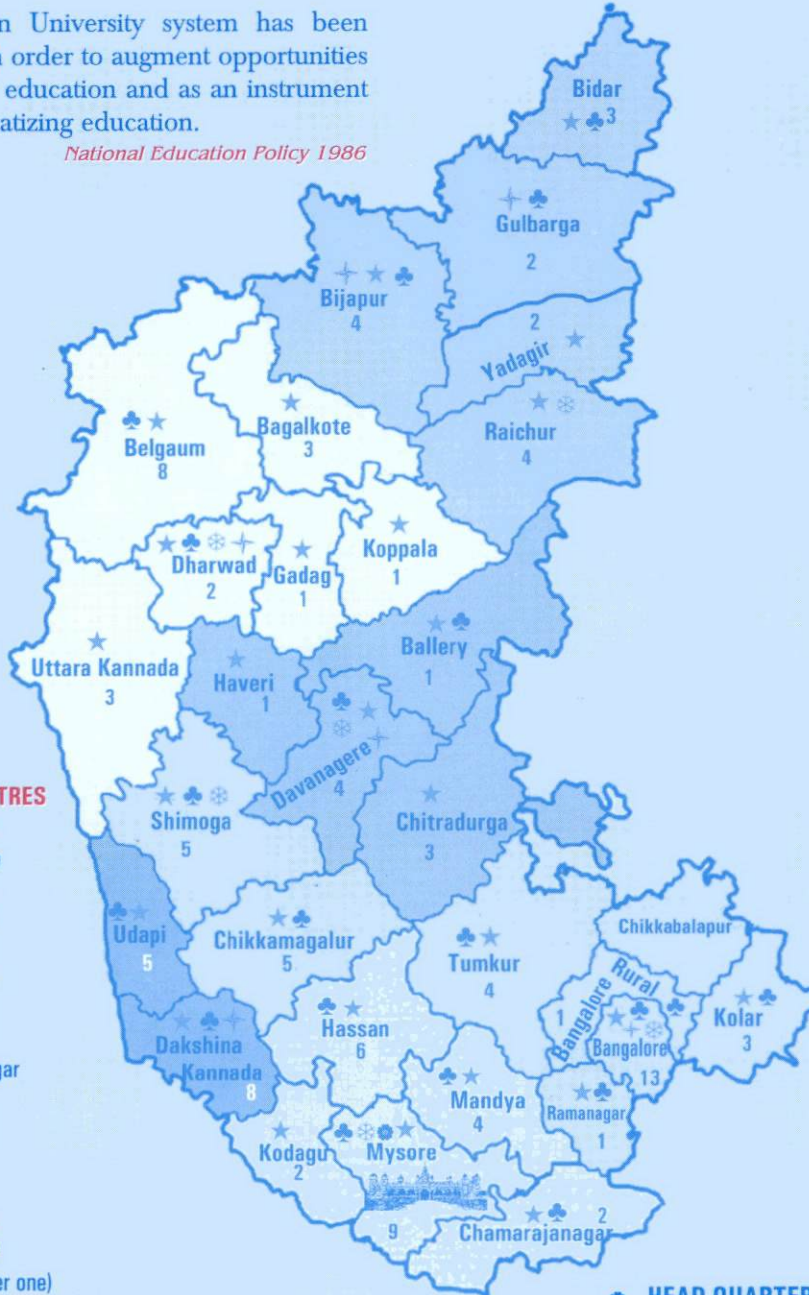 n University system has been
n order to augment opportunities
education and as an instrument
atizing education.
National Education Policy 1986
Bidar
3
Gulbarga
2
Bijapur
4
2
Yadagir
Raichur
4
Bagalkote
3
Belgaum
8
Koppala
1
Dharwad
2
Gadag
1
Ballery
1
Uttara Kannada
3
Haveri
1
Davanagere
4
TRES
Shimoga
5
Chitradurga
3
Udapi
5
Chikkamagalur
5
Tumkur
4
Chikkabalapur
Bangalore Rural
1
Kolar
3
Hassan
6
Bangalore
13
Dakshina
Kannada
8
gar
Mandya
4
Ramanagar
1
Kodagu
2
Mysore
9
Chamarajanagar
2
er one)
HEAD QUARTER